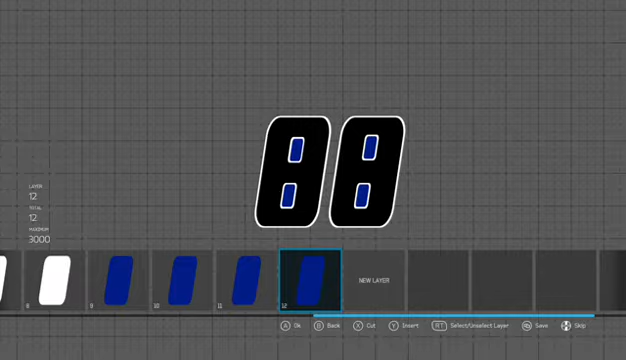 88
LAYER
12
TOTAL
12
MAXIMUM
3000
8
9
10
11
12
NEW LAYER
A Ok
B Back
X Cut
Y Insert
RT Select/Unselect Layer
Save
Skip